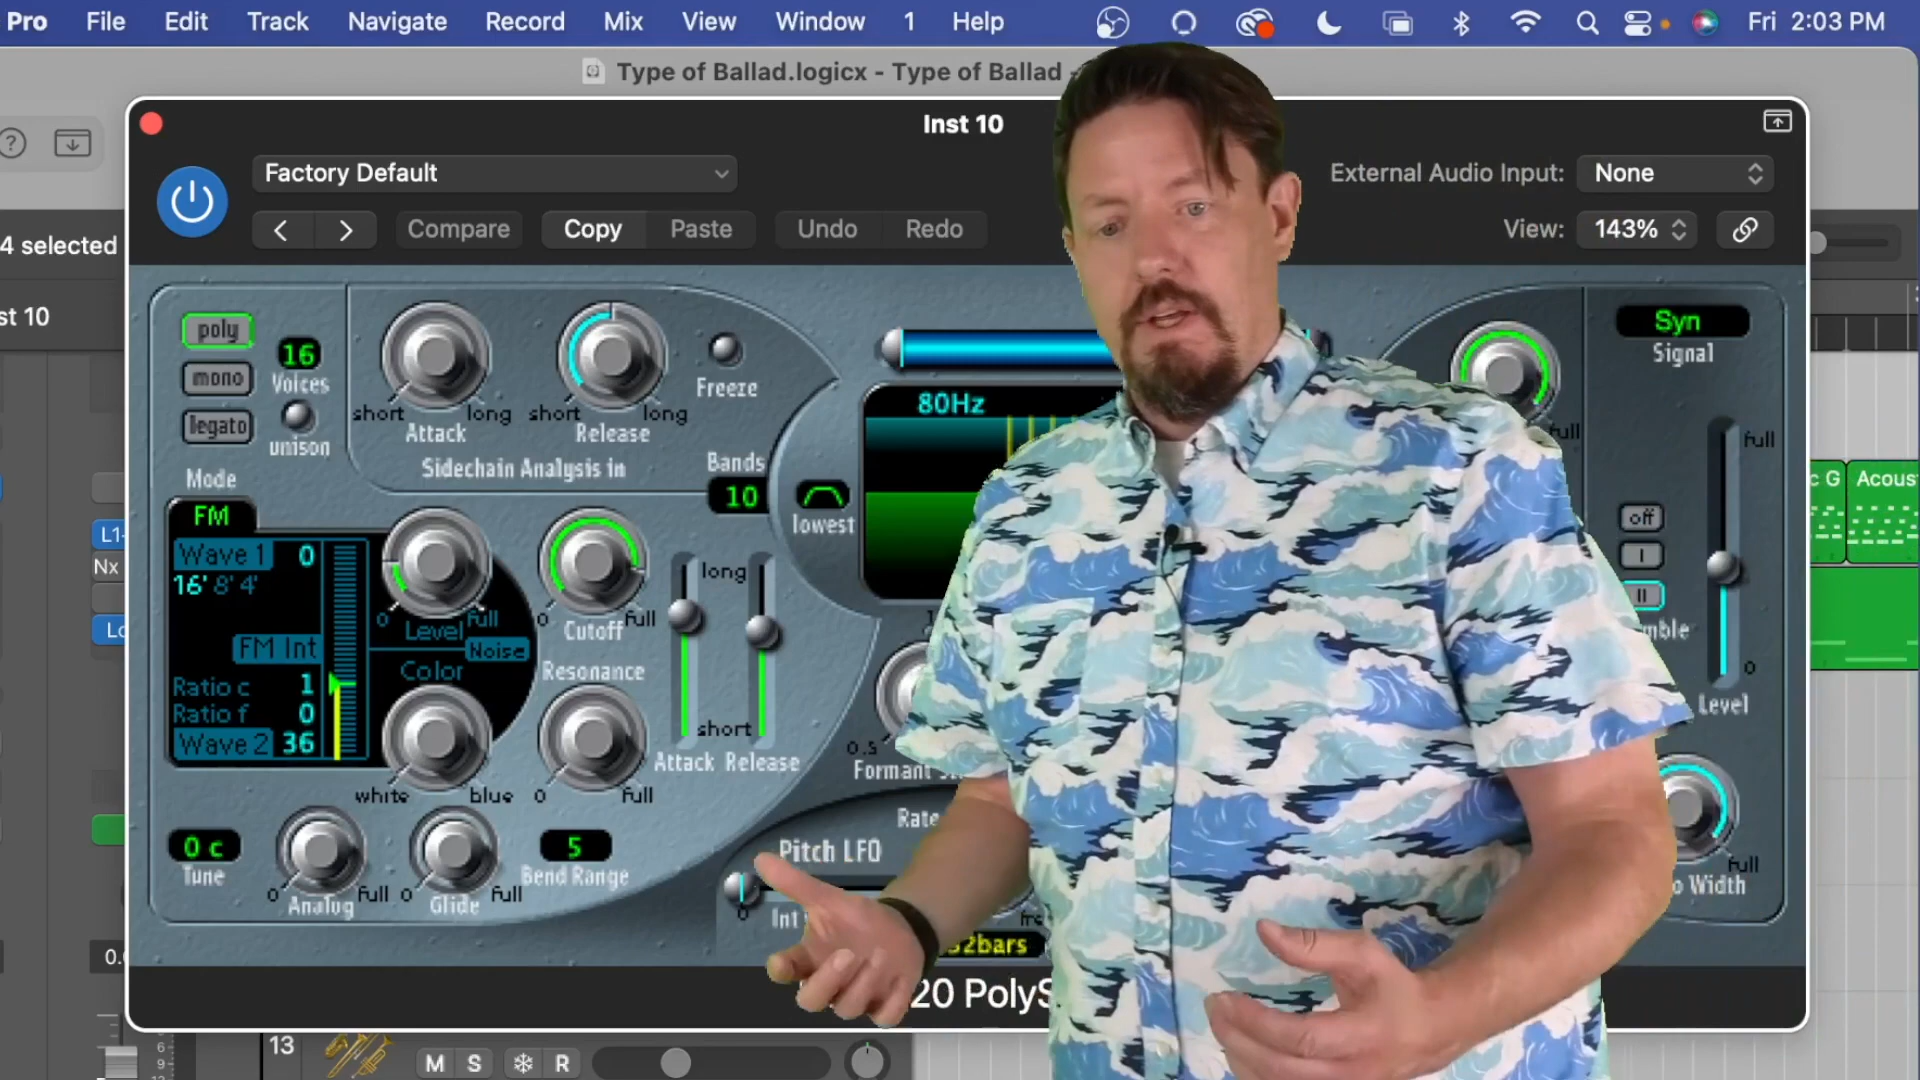 Pro File Edit Track Navigate Record Mix View Window 1 Help Fri 2:03 PM
Type of Ballad.logicx - Type of Ballad -
Inst 10
Factory Default
External Audio Input: None
Compare Copy Paste Undo Redo
View: 143%
4 selected
st 10
poly
mono
legato
Mode
16
Voices
unison
short long
Attack
short long
Release
Sidechain Analysis in
Freeze
Bands
10
lowest
80Hz
full
Syn
Signal
full
off
I
II
0
Level
FM
Wave 1 0
16' 8' 4'
FM Int
Ratio c 1
Ratio f 0
Wave 2 36
0 full
Level
Noise
Color
white blue
0 full
Cutoff
Resonance
0 full
long
short
Attack Release
0.5
Rate
Pitch LFO
0
Int
32bars
full
0 c
Tune
0 full
Analog
0 full
Glide
5
Bend Range
c G Acous
L1
Nx
Lo
0.
6
9
13
M S R